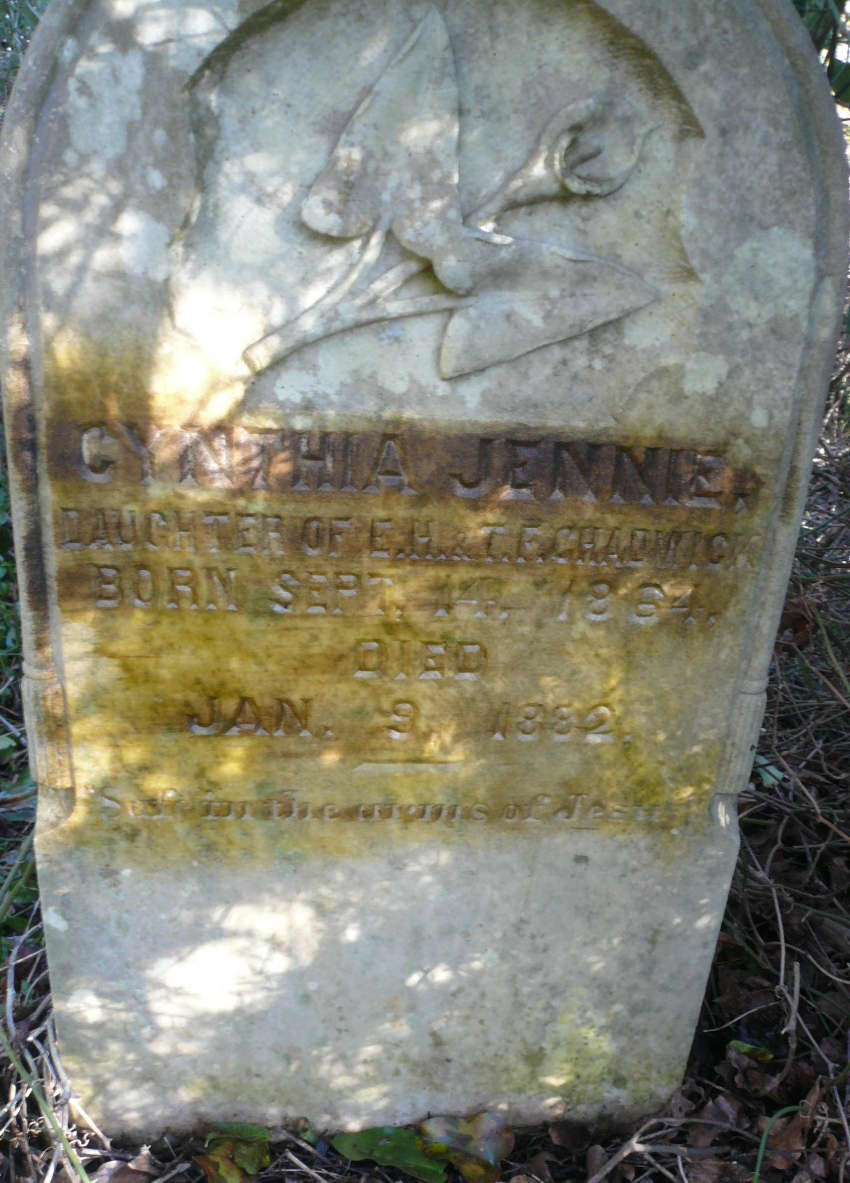 CYNTHIA JENNIE,
DAUGHTER OF E.H. & T.F. CHADWICK
BORN SEPT. 14, 1864,
DIED
JAN. 9, 1882.
"Safe in the arms of Jesus."